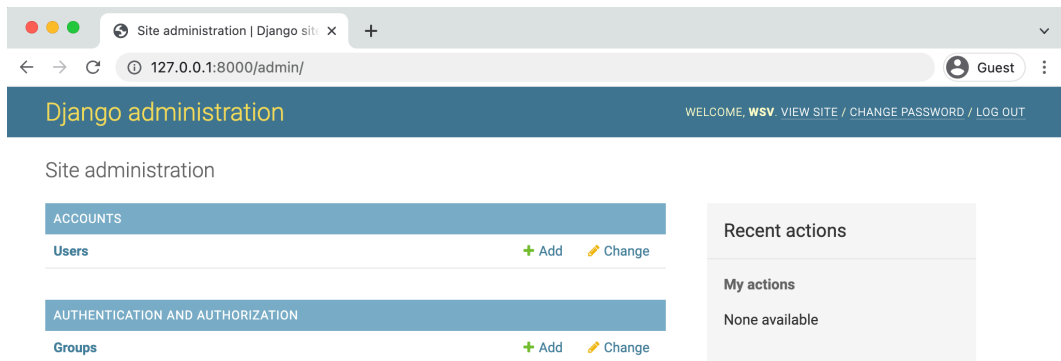 Site administration | Django sit
127.0.0.1:8000/admin/
Guest
Django administration
WELCOME, WSV. VIEW SITE / CHANGE PASSWORD / LOG OUT
Site administration
ACCOUNTS
Users + Add Change
AUTHENTICATION AND AUTHORIZATION
Groups + Add Change
Recent actions
My actions
None available